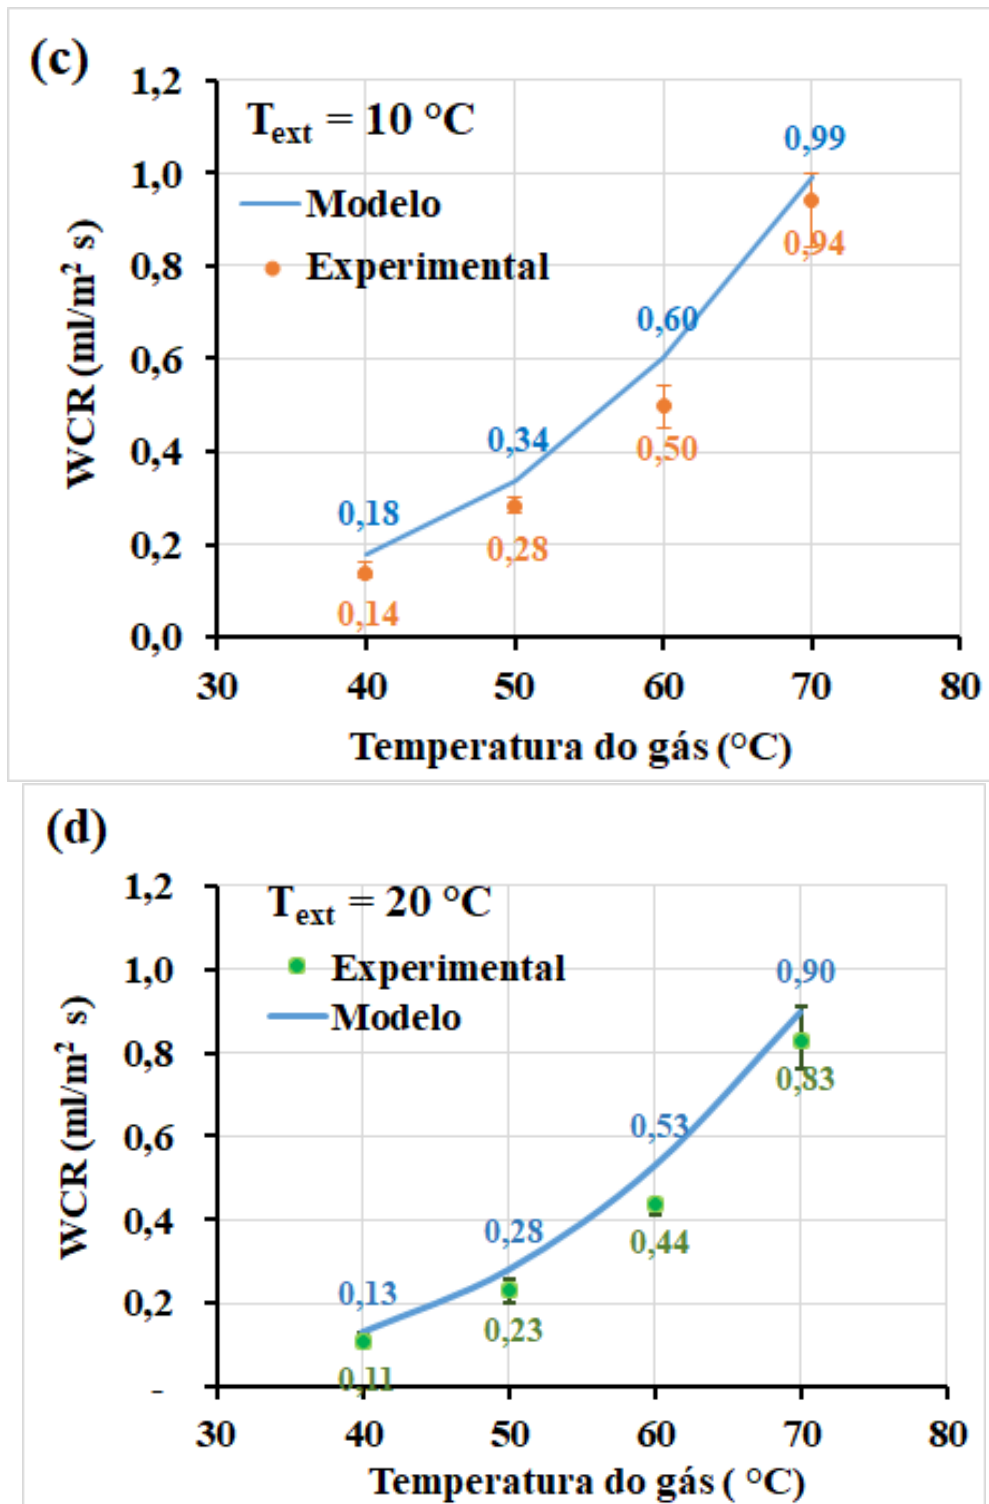 (c)
1,2
T_ext = 10 °C
0,99
1,0
Modelo
0,94
0,8
Experimental
0,60
0,6
0,50
0,34
0,4
0,18
0,28
0,2
0,14
0,0
WCR (ml/m² s)
30 40 50 60 70 80
Temperatura do gás (°C)
(d)
1,2
T_ext = 20 °C
Experimental
0,90
1,0
Modelo
0,8
0,83
0,53
0,6
0,44
0,4
0,28
0,13
0,23
0,2
0,11
-
WCR (ml/m² s)
30 40 50 60 70 80
Temperatura do gás ( °C)